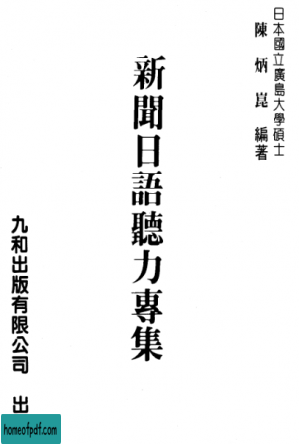 日本國立廣島大學碩士
陳炳崑 編著
新聞日語聽力專集
九和出版有限公司 出
homeofpdf.com